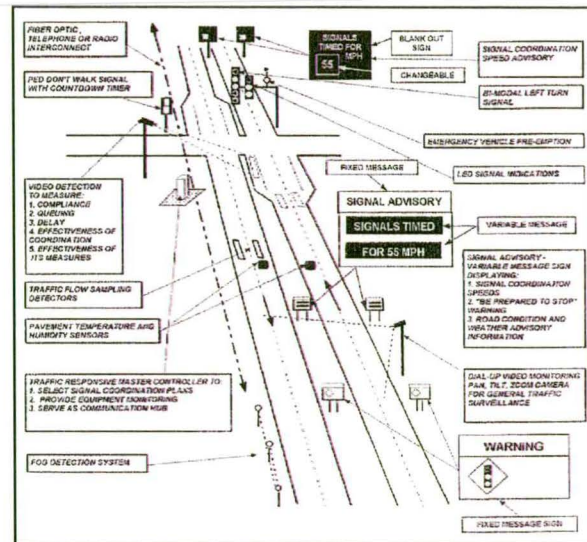 FIBER OPTIC,
TELEPHONE OR RADIO
INTERCONNECT
PED DON'T WALK SIGNAL
WITH COUNTDOWN TIMER
SIGNALS
TIMED FOR
MPH
55
BLANK OUT
SIGN
CHANGEABLE
SIGNAL COORDINATION
SPEED ADVISORY
BI-MODAL LEFT TURN
SIGNAL
EMERGENCY VEHICLE PRE-EMPTION
LED SIGNAL INDICATIONS
FIXED MESSAGE
SIGNAL ADVISORY
SIGNALS TIMED
FOR 55 MPH
VARIABLE MESSAGE
VIDEO DETECTION
TO MEASURE:
1. COMPLIANCE
2. QUEUING
3. DELAY
4. EFFECTIVENESS OF
COORDINATION
5. EFFECTIVENESS OF
ITS MEASURES
SIGNAL ADVISORY -
VARIABLE MESSAGE SIGN
DISPLAYING:
1. SIGNAL COORDINATION
SPEEDS
2. "BE PREPARED TO STOP"
WARNING
3. ROAD CONDITION AND
WEATHER ADVISORY
INFORMATION
TRAFFIC FLOW SAMPLING
DETECTORS
PAVEMENT TEMPERATURE AND
HUMIDITY SENSORS
TRAFFIC RESPONSIVE MASTER CONTROLLER TO:
1. SELECT SIGNAL COORDINATION PLANS
2. PROVIDE EQUIPMENT MONITORING
3. SERVE AS COMMUNICATION HUB
DIAL-UP VIDEO MONITORING
PAN, TILT, ZOOM CAMERA
FOR GENERAL TRAFFIC
SURVEILLANCE
FOG DETECTION SYSTEM
WARNING
FIXED MESSAGE SIGN